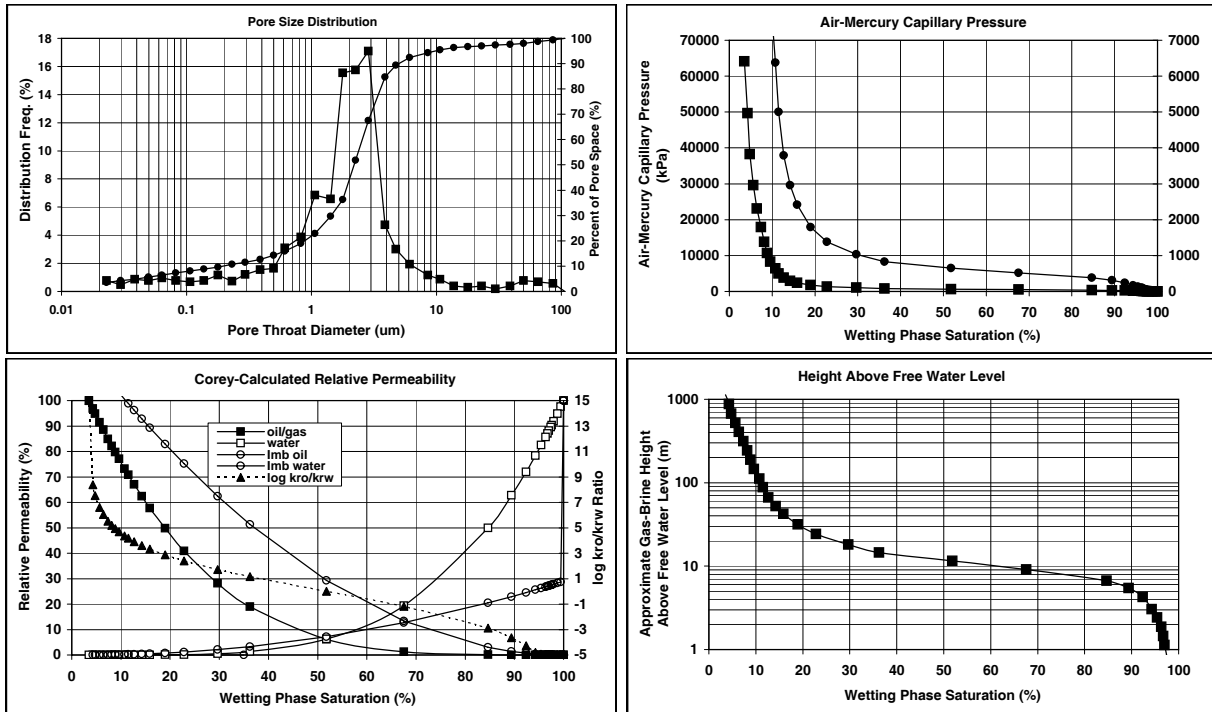 Pore Size Distribution
18
16
14
12
10
8
6
4
2
0
100
90
80
70
60
50
40
30
20
10
0
0.01 0.1 1 10 100
Distribution Freq. (%)
Percent of Pore Space (%)
Pore Throat Diameter (um)
Air-Mercury Capillary Pressure
70000
60000
50000
40000
30000
20000
10000
0
7000
6000
5000
4000
3000
2000
1000
0
0 10 20 30 40 50 60 70 80 90 100
Air-Mercury Capillary Pressure
(kPa)
Wetting Phase Saturation (%)
Corey-Calculated Relative Permeability
100
90
80
70
60
50
40
30
20
10
0
15
13
11
9
7
5
3
1
-1
-3
-5
oil/gas
water
Imb oil
Imb water
log kro/krw
0 10 20 30 40 50 60 70 80 90 100
Relative Permeability (%)
log kro/krw Ratio
Wetting Phase Saturation (%)
Height Above Free Water Level
1000
100
10
1
0 10 20 30 40 50 60 70 80 90 100
Approximate Gas-Brine Height
Above Free Water Level (m)
Wetting Phase Saturation (%)